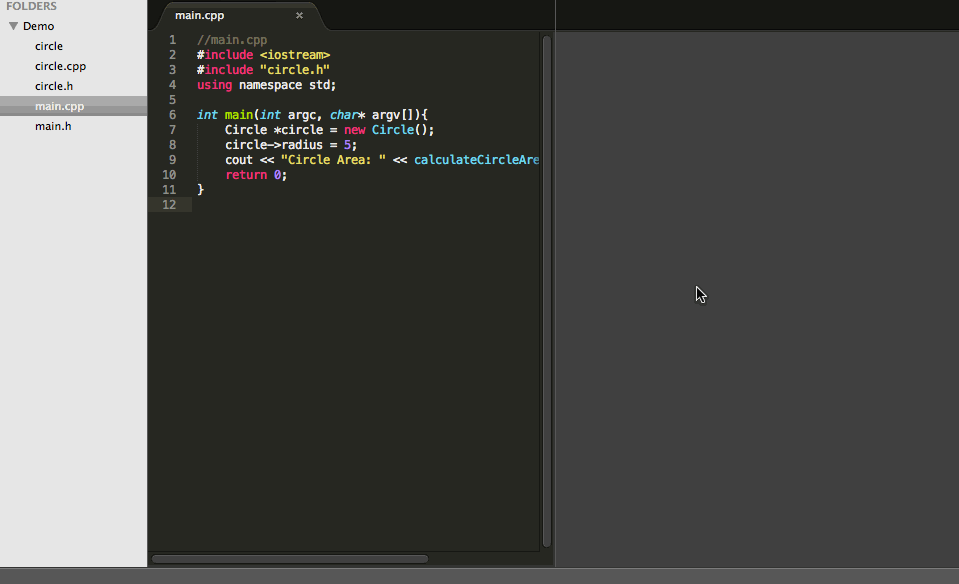 FOLDERS
Demo
circle
circle.cpp
circle.h
main.cpp
main.h
main.cpp ×
1 //main.cpp
2 #include <iostream>
3 #include "circle.h"
4 using namespace std;
5
6 int main(int argc, char* argv[]){
7 Circle *circle = new Circle();
8 circle->radius = 5;
9 cout << "Circle Area: " << calculateCircleAre
10 return 0;
11 }
12